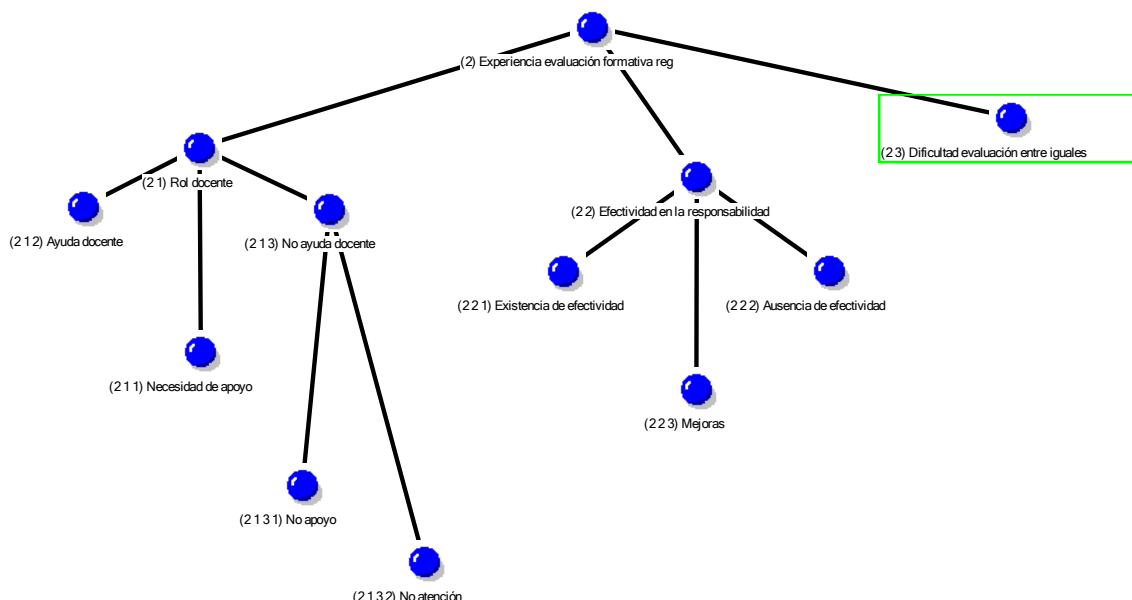 (2) Experiencia evaluación formativa reg
(2 3) Dificultad evaluación entre iguales
(2 1) Rol docente
(2 2) Efectividad en la responsabilidad
(2 1 2) Ayuda docente
(2 1 3) No ayuda docente
(2 2 1) Existencia de efectividad
(2 2 2) Ausencia de efectividad
(2 1 1) Necesidad de apoyo
(2 2 3) Mejoras
(2 1 3 1) No apoyo
(2 1 3 2) No atención